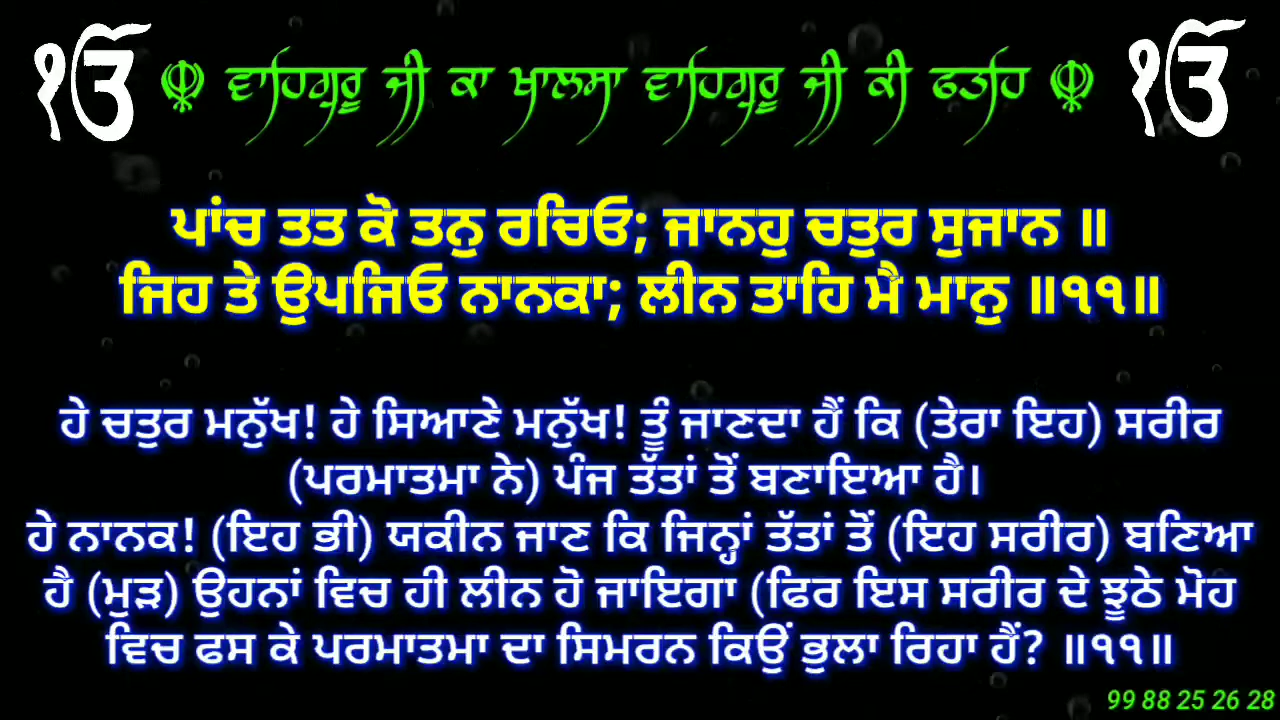 ੴ ☬ ਵਾਹਿਗੁਰੂ ਜੀ ਕਾ ਖਾਲਸਾ ਵਾਹਿਗੁਰੂ ਜੀ ਕੀ ਫਤਹਿ ☬ ੴ
ਪਾਂਚ ਤਤ ਕੋ ਤਨੁ ਰਚਿਓ; ਜਾਨਹੁ ਚਤੁਰ ਸੁਜਾਨ ॥
ਜਿਹ ਤੇ ਉਪਜਿਓ ਨਾਨਕਾ; ਲੀਨ ਤਾਹਿ ਮੈ ਮਾਨੁ ॥੧੧॥
ਹੇ ਚਤੁਰ ਮਨੁੱਖ! ਹੇ ਸਿਆਣੇ ਮਨੁੱਖ! ਤੂੰ ਜਾਣਦਾ ਹੈਂ ਕਿ (ਤੇਰਾ ਇਹ) ਸਰੀਰ
(ਪਰਮਾਤਮਾ ਨੇ) ਪੰਜ ਤੱਤਾਂ ਤੋਂ ਬਣਾਇਆ ਹੈ।
ਹੇ ਨਾਨਕ! (ਇਹ ਭੀ) ਯਕੀਨ ਜਾਣ ਕਿ ਜਿਨ੍ਹਾਂ ਤੱਤਾਂ ਤੋਂ (ਇਹ ਸਰੀਰ) ਬਣਿਆ
ਹੈ (ਮੁੜ) ਉਹਨਾਂ ਵਿਚ ਹੀ ਲੀਨ ਹੋ ਜਾਇਗਾ (ਫਿਰ ਇਸ ਸਰੀਰ ਦੇ ਝੂਠੇ ਮੋਹ
ਵਿਚ ਫਸ ਕੇ ਪਰਮਾਤਮਾ ਦਾ ਸਿਮਰਨ ਕਿਉਂ ਭੁਲਾ ਰਿਹਾ ਹੈਂ? ॥੧੧॥
99 88 25 26 28